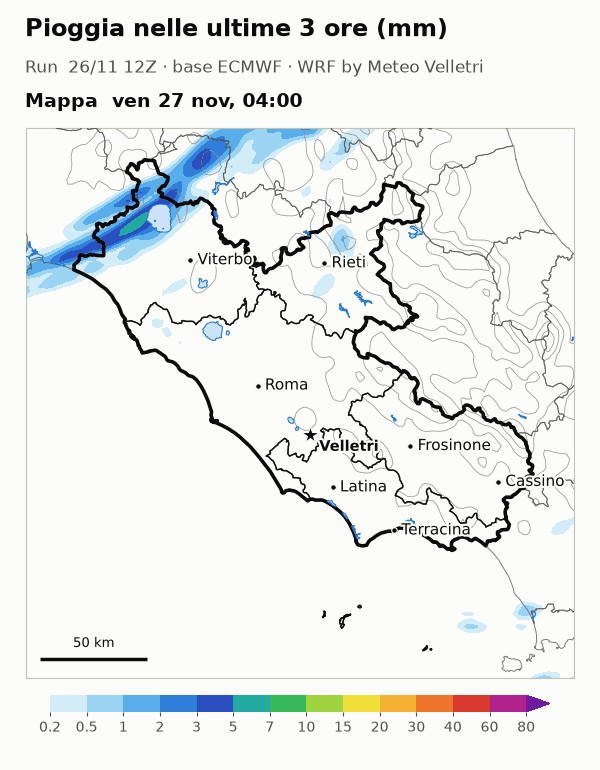 Pioggia nelle ultime 3 ore (mm)
Run  26/11 12Z · base ECMWF · WRF by Meteo Velletri
Mappa  ven 27 nov, 04:00
Viterbo
Rieti
Roma
Velletri
Frosinone
Latina
Cassino
Terracina
50 km
0.2 0.5 1 2 3 5 7 10 15 20 30 40 60 80